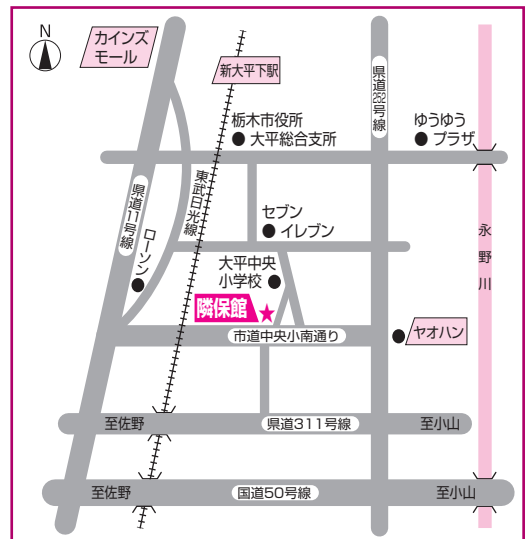 N
カインズ
モール
新大平下駅
県道252号線
栃木市役所
大平総合支所
ゆうゆう
プラザ
東武日光線
県道11号線
ローソン
セブン
イレブン
永野川
大平中央
小学校
隣保館
市道中央小南通り
ヤオハン
至佐野
県道311号線
至小山
至佐野
国道50号線
至小山